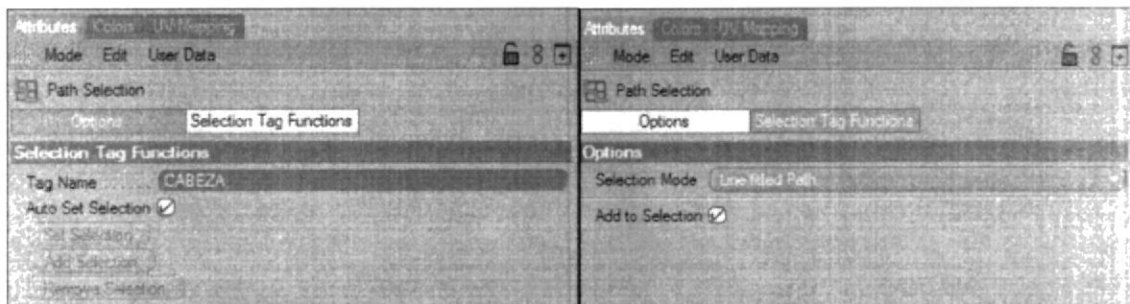 Attributes Colors UV Mapping
Mode Edit User Data
Path Selection
Options Selection Tag Functions
Selection Tag Functions
Tag Name CABEZA
Auto Set Selection
Set Selection
Add Selection
Remove Selection
Attributes Colors UV Mapping
Mode Edit User Data
Path Selection
Options Selection Tag Functions
Options
Selection Mode Line fitted Path
Add to Selection